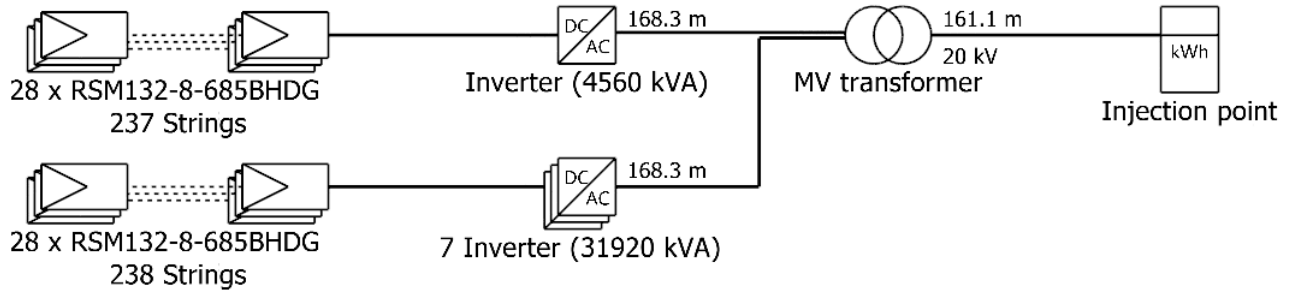 DC
AC
168.3 m
161.1 m
20 kV
kWh
28 x RSM132-8-685BHDG
237 Strings
Inverter (4560 kVA)
MV transformer
Injection point
DC
AC
168.3 m
28 x RSM132-8-685BHDG
238 Strings
7 Inverter (31920 kVA)